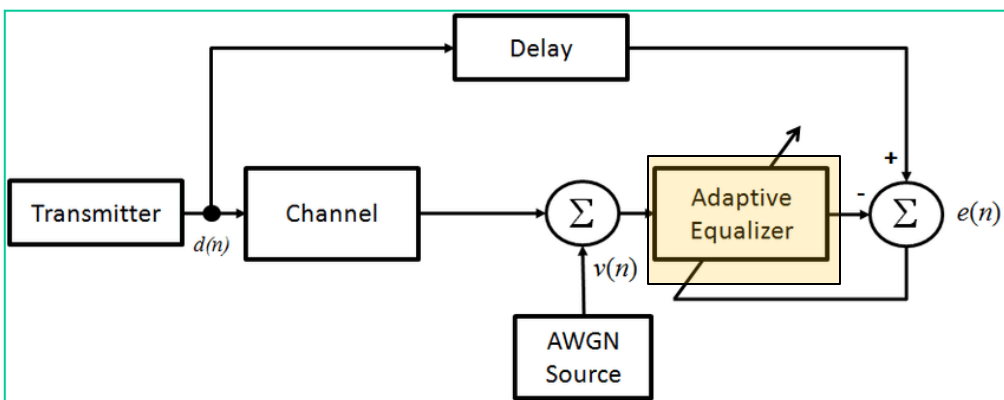 Delay
+
Transmitter
d(n)
Channel
Σ
v(n)
AWGN
Source
Adaptive
Equalizer
-
Σ
e(n)